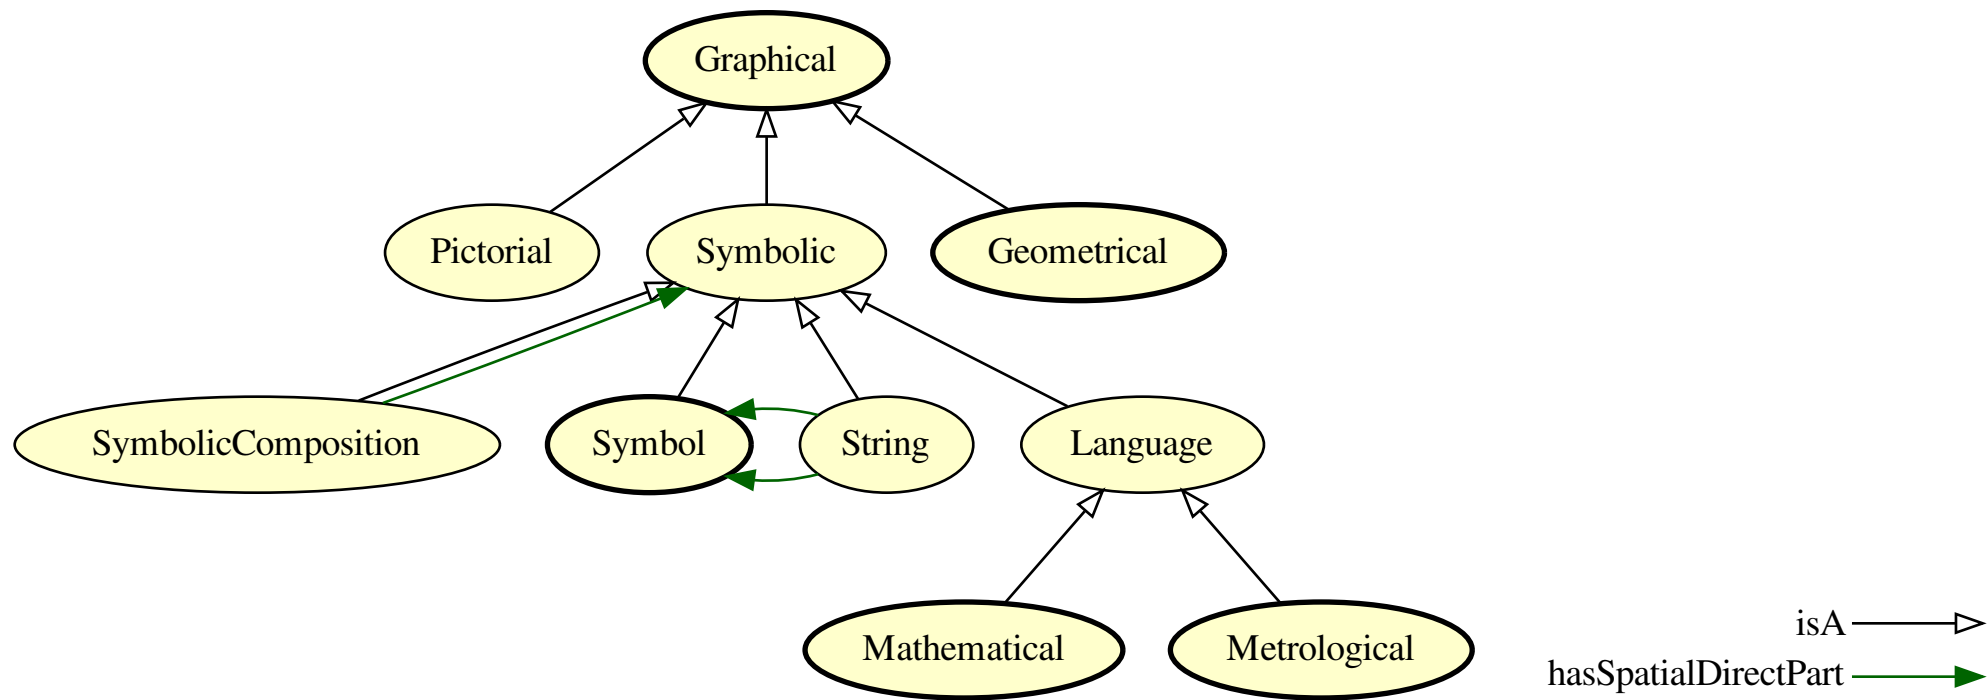 Graphical
Pictorial
Symbolic
Geometrical
SymbolicComposition
Symbol
String
Language
Mathematical
Metrological
isA
hasSpatialDirectPart